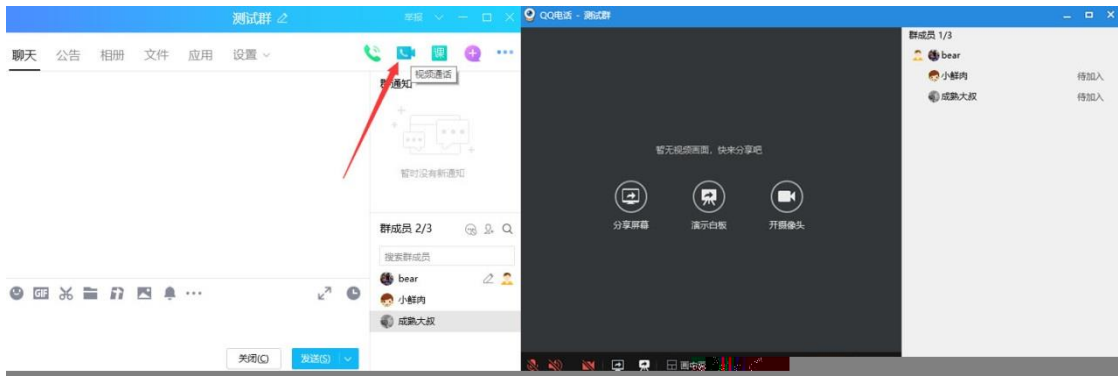 测试群
举报
聊天 公告 相册 文件 应用 设置
课
视频通话
群通知
暂时没有新通知
群成员 2/3
搜索群成员
bear
小鲜肉
成熟大叔
GIF
关闭(C) 发送(S)
QQ电话 - 测试群
暂无视频画面，快来分享吧
分享屏幕 演示白板 开摄像头
群成员 1/3
bear
小鲜肉 待加入
成熟大叔 待加入
画中画